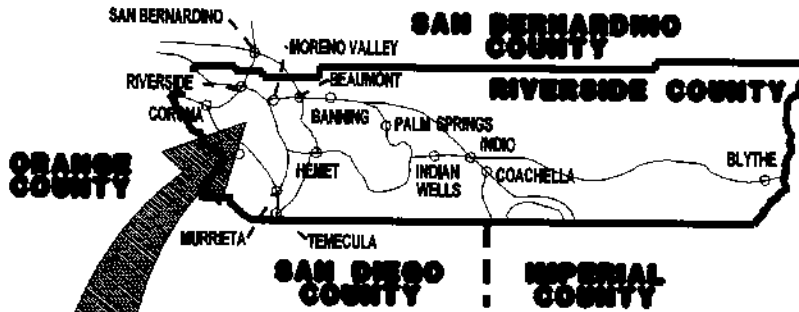 SAN BERNARDINO
MORENO VALLEY
SAN BERNARDINO
COUNTY
RIVERSIDE
BEAUMONT
RIVERSIDE COUNTY
CORONA
BANNING
PALM SPRINGS
ORANGE
COUNTY
HEMET
INDIAN
WELLS
INDIO
COACHELLA
BLYTHE
MURRIETA
TEMECULA
SAN DIEGO
COUNTY
IMPERIAL
COUNTY